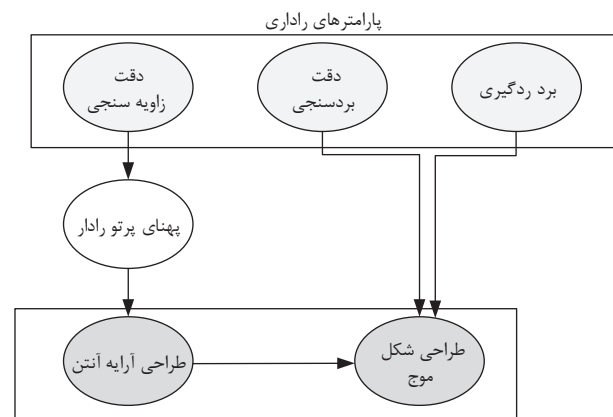 پارامترهای راداری
برد ردگیری
دقت
بردسنجی
دقت
زاویه سنجی
پهنای پرتو رادار
طراحی شکل
موج
طراحی آرایه آنتن